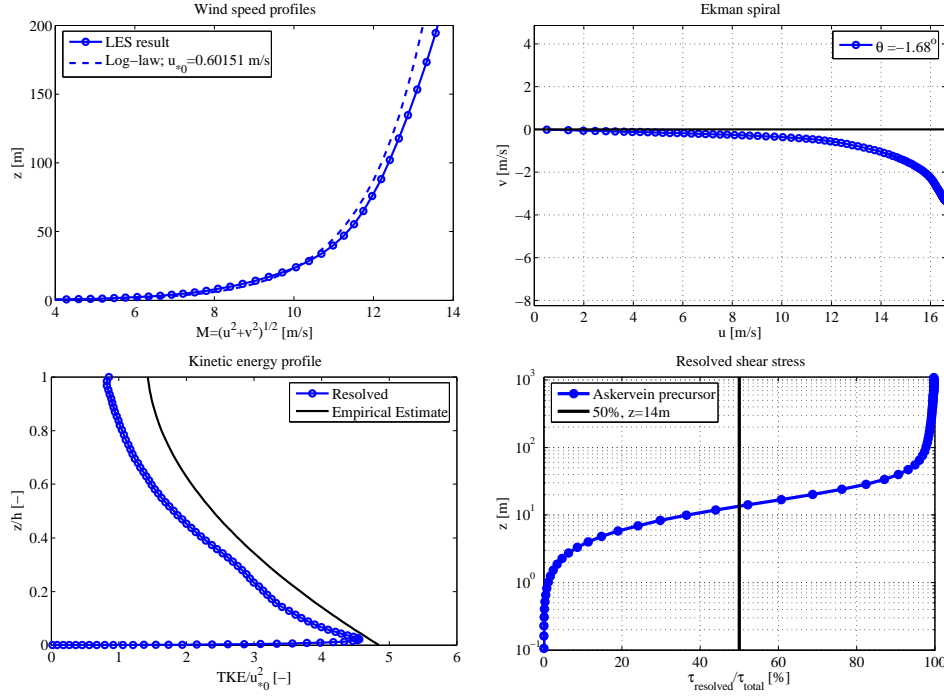 Wind speed profiles
200
150
100
50
0
z [m]
4
6
8
10
12
14
M=(u²+v²)^1/2 [m/s]
LES result
Log−law; u*0=0.60151 m/s
Ekman spiral
4
2
0
−2
−4
−6
−8
v [m/s]
0
2
4
6
8
10
12
14
16
u [m/s]
θ =−1.68°
Kinetic energy profile
1
0.8
0.6
0.4
0.2
0
z/h [−]
0
1
2
3
4
5
6
TKE/u²*0 [−]
Resolved
Empirical Estimate
Resolved shear stress
10³
10²
10¹
10⁰
10⁻¹
z [m]
0
20
40
60
80
100
τresolved/τtotal [%]
Askervein precursor
50%, z=14m